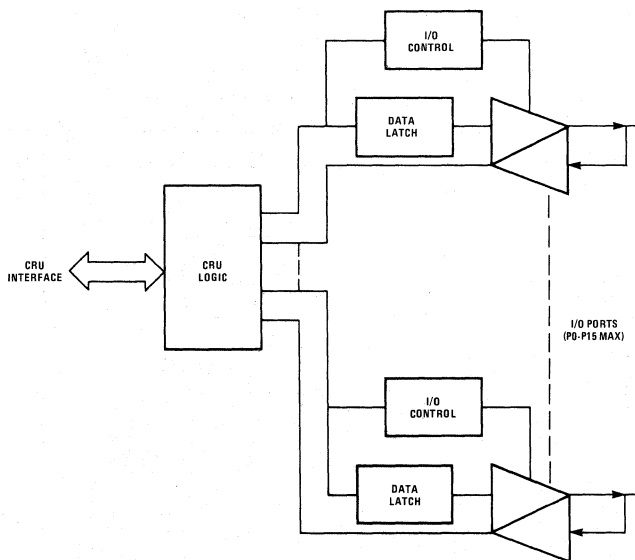 I/O
CONTROL
DATA
LATCH
CRU
INTERFACE
CRU
LOGIC
I/O PORTS
(P0-P15 MAX)
I/O
CONTROL
DATA
LATCH